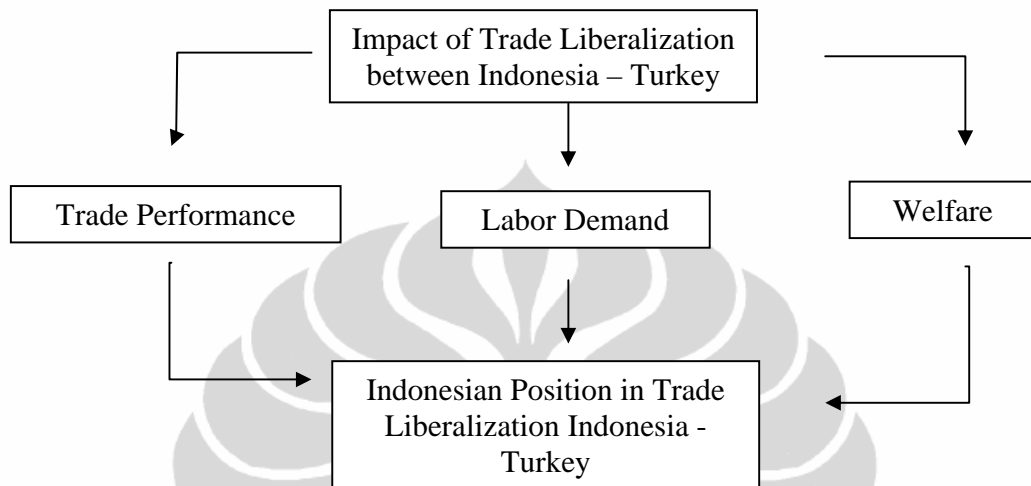 Impact of Trade Liberalization
between Indonesia – Turkey
Trade Performance
Labor Demand
Welfare
Indonesian Position in Trade
Liberalization Indonesia -
Turkey